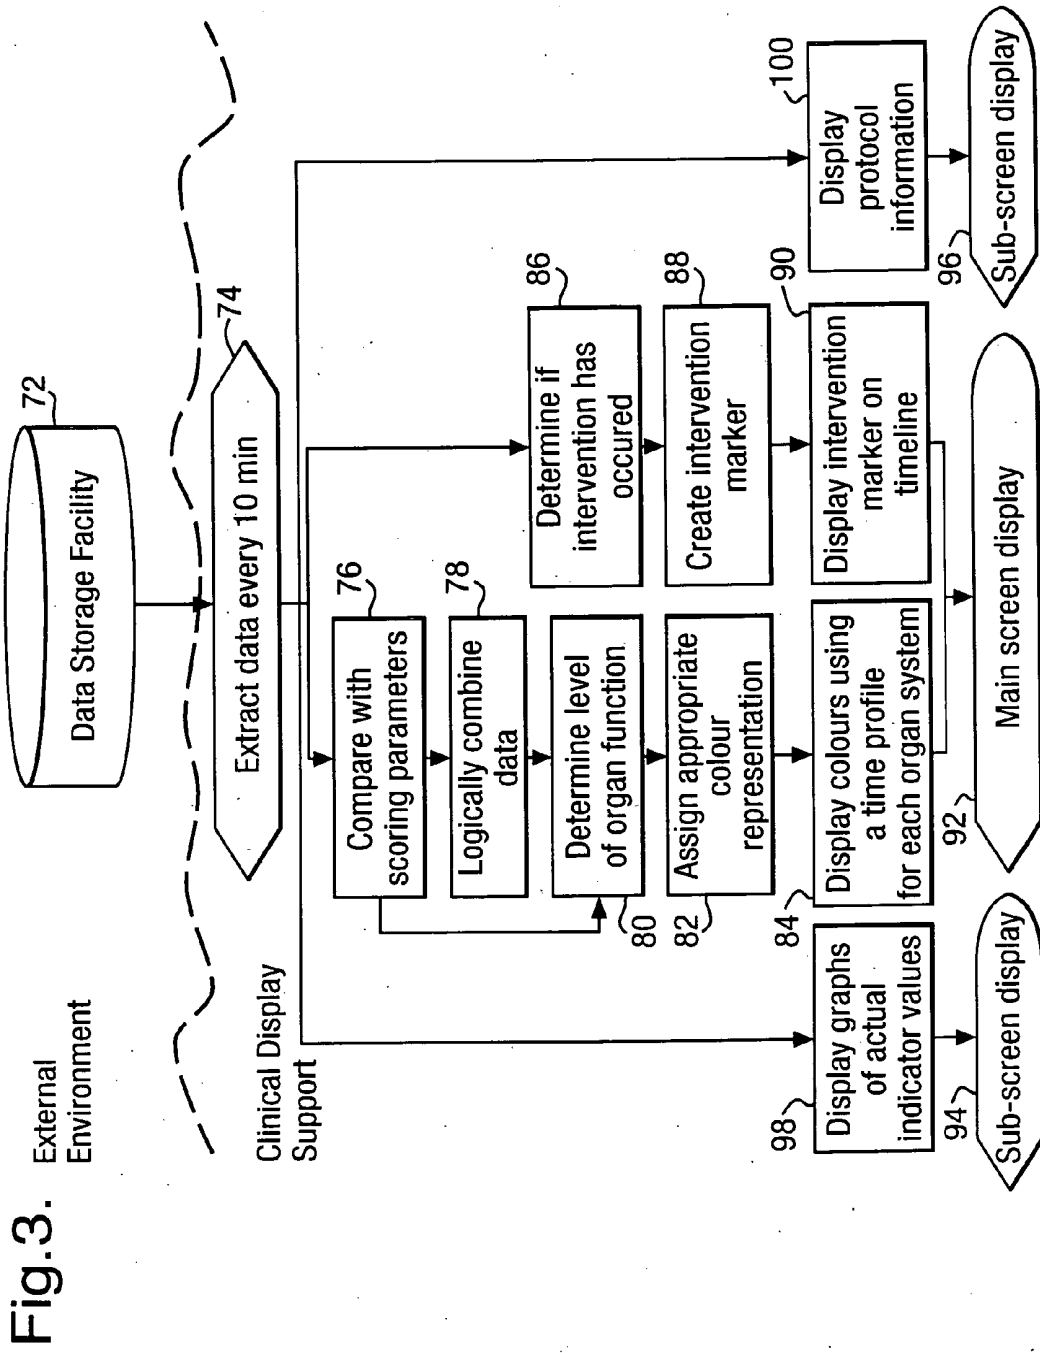 Fig.3.
External
Environment
Data Storage Facility
72
Extract data every 10 min
74
Clinical Display
Support
Compare with
scoring parameters
76
Logically combine
data
78
Determine level
of organ function
80
Assign appropriate
colour
representation
82
Display colours using
a time profile
for each organ system
84
Determine if
intervention has
occured
86
Create intervention
marker
88
Display intervention
marker on
timeline
90
Display graphs
of actual
indicator values
98
Display
protocol
information
100
Sub-screen display
94
Main screen display
92
Sub-screen display
96